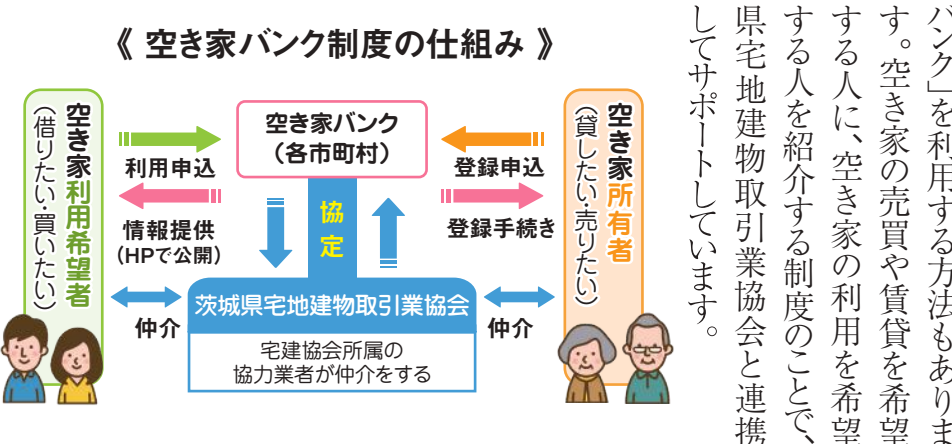 バンク」を利用する方法もありま
す。空き家の売買や賃貸を希望
する人に、空き家の利用を希望
する人を紹介する制度のことで、
県宅地建物取引業協会と連携
してサポートしています。
《 空き家バンク制度の仕組み 》
空き家利用希望者
（借りたい・買いたい）
利用申込
情報提供
（HPで公開）
仲介
空き家バンク
（各市町村）
協定
茨城県宅地建物取引業協会
宅建協会所属の
協力業者が仲介をする
登録申込
登録手続き
仲介
空き家所有者
（貸したい・売りたい）